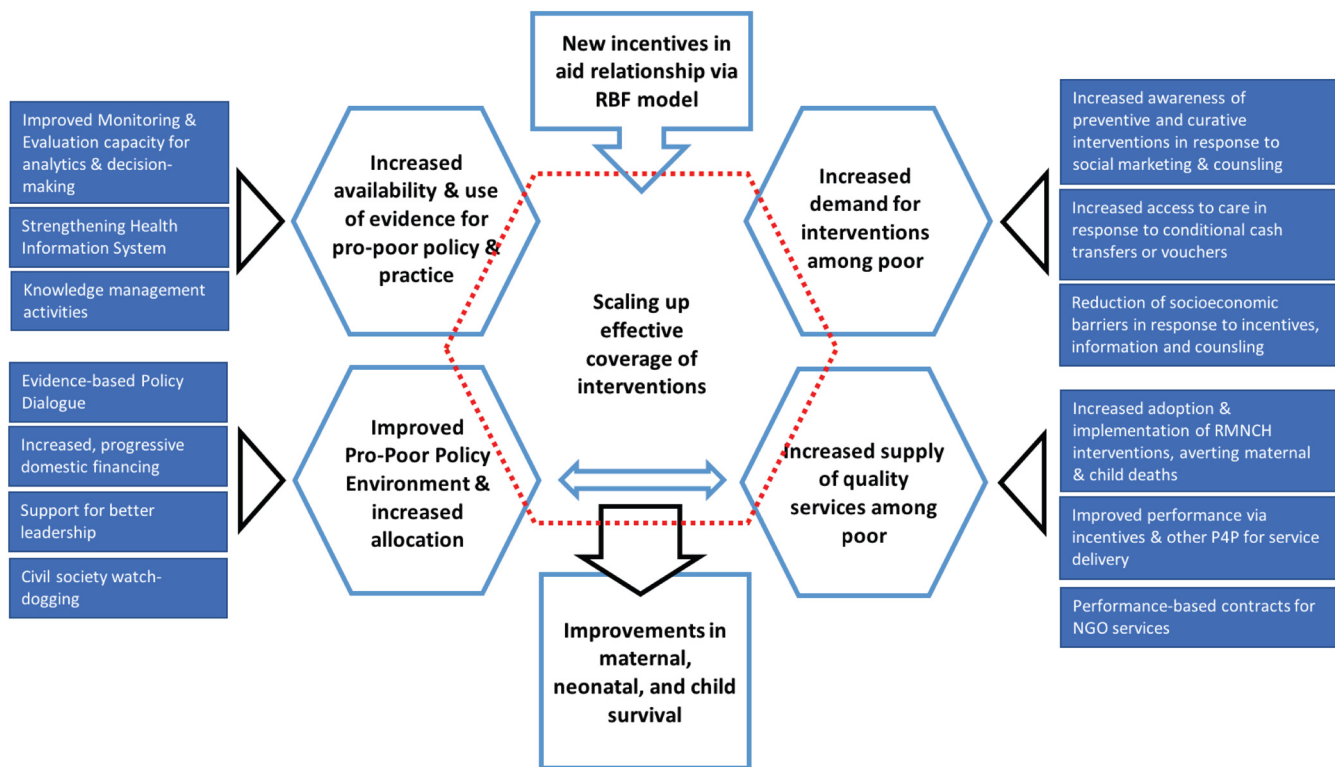 New incentives in
aid relationship via
RBF model
Improved Monitoring &
Evaluation capacity for
analytics & decision-
making
Strengthening Health
Information System
Knowledge management
activities
Increased
availability & use
of evidence for
pro-poor policy &
practice
Increased
demand for
interventions
among poor
Increased awareness of
preventive and curative
interventions in response to
social marketing & counsling
Increased access to care in
response to conditional cash
transfers or vouchers
Reduction of socioeconomic
barriers in response to incentives,
information and counsling
Scaling up
effective
coverage of
interventions
Evidence-based Policy
Dialogue
Increased, progressive
domestic financing
Support for better
leadership
Civil society watch-
dogging
Improved
Pro-Poor Policy
Environment &
increased
allocation
Increased supply
of quality
services among
poor
Increased adoption &
implementation of RMNCH
interventions, averting maternal
& child deaths
Improved performance via
incentives & other P4P for service
delivery
Performance-based contracts for
NGO services
Improvements in
maternal,
neonatal, and child
survival